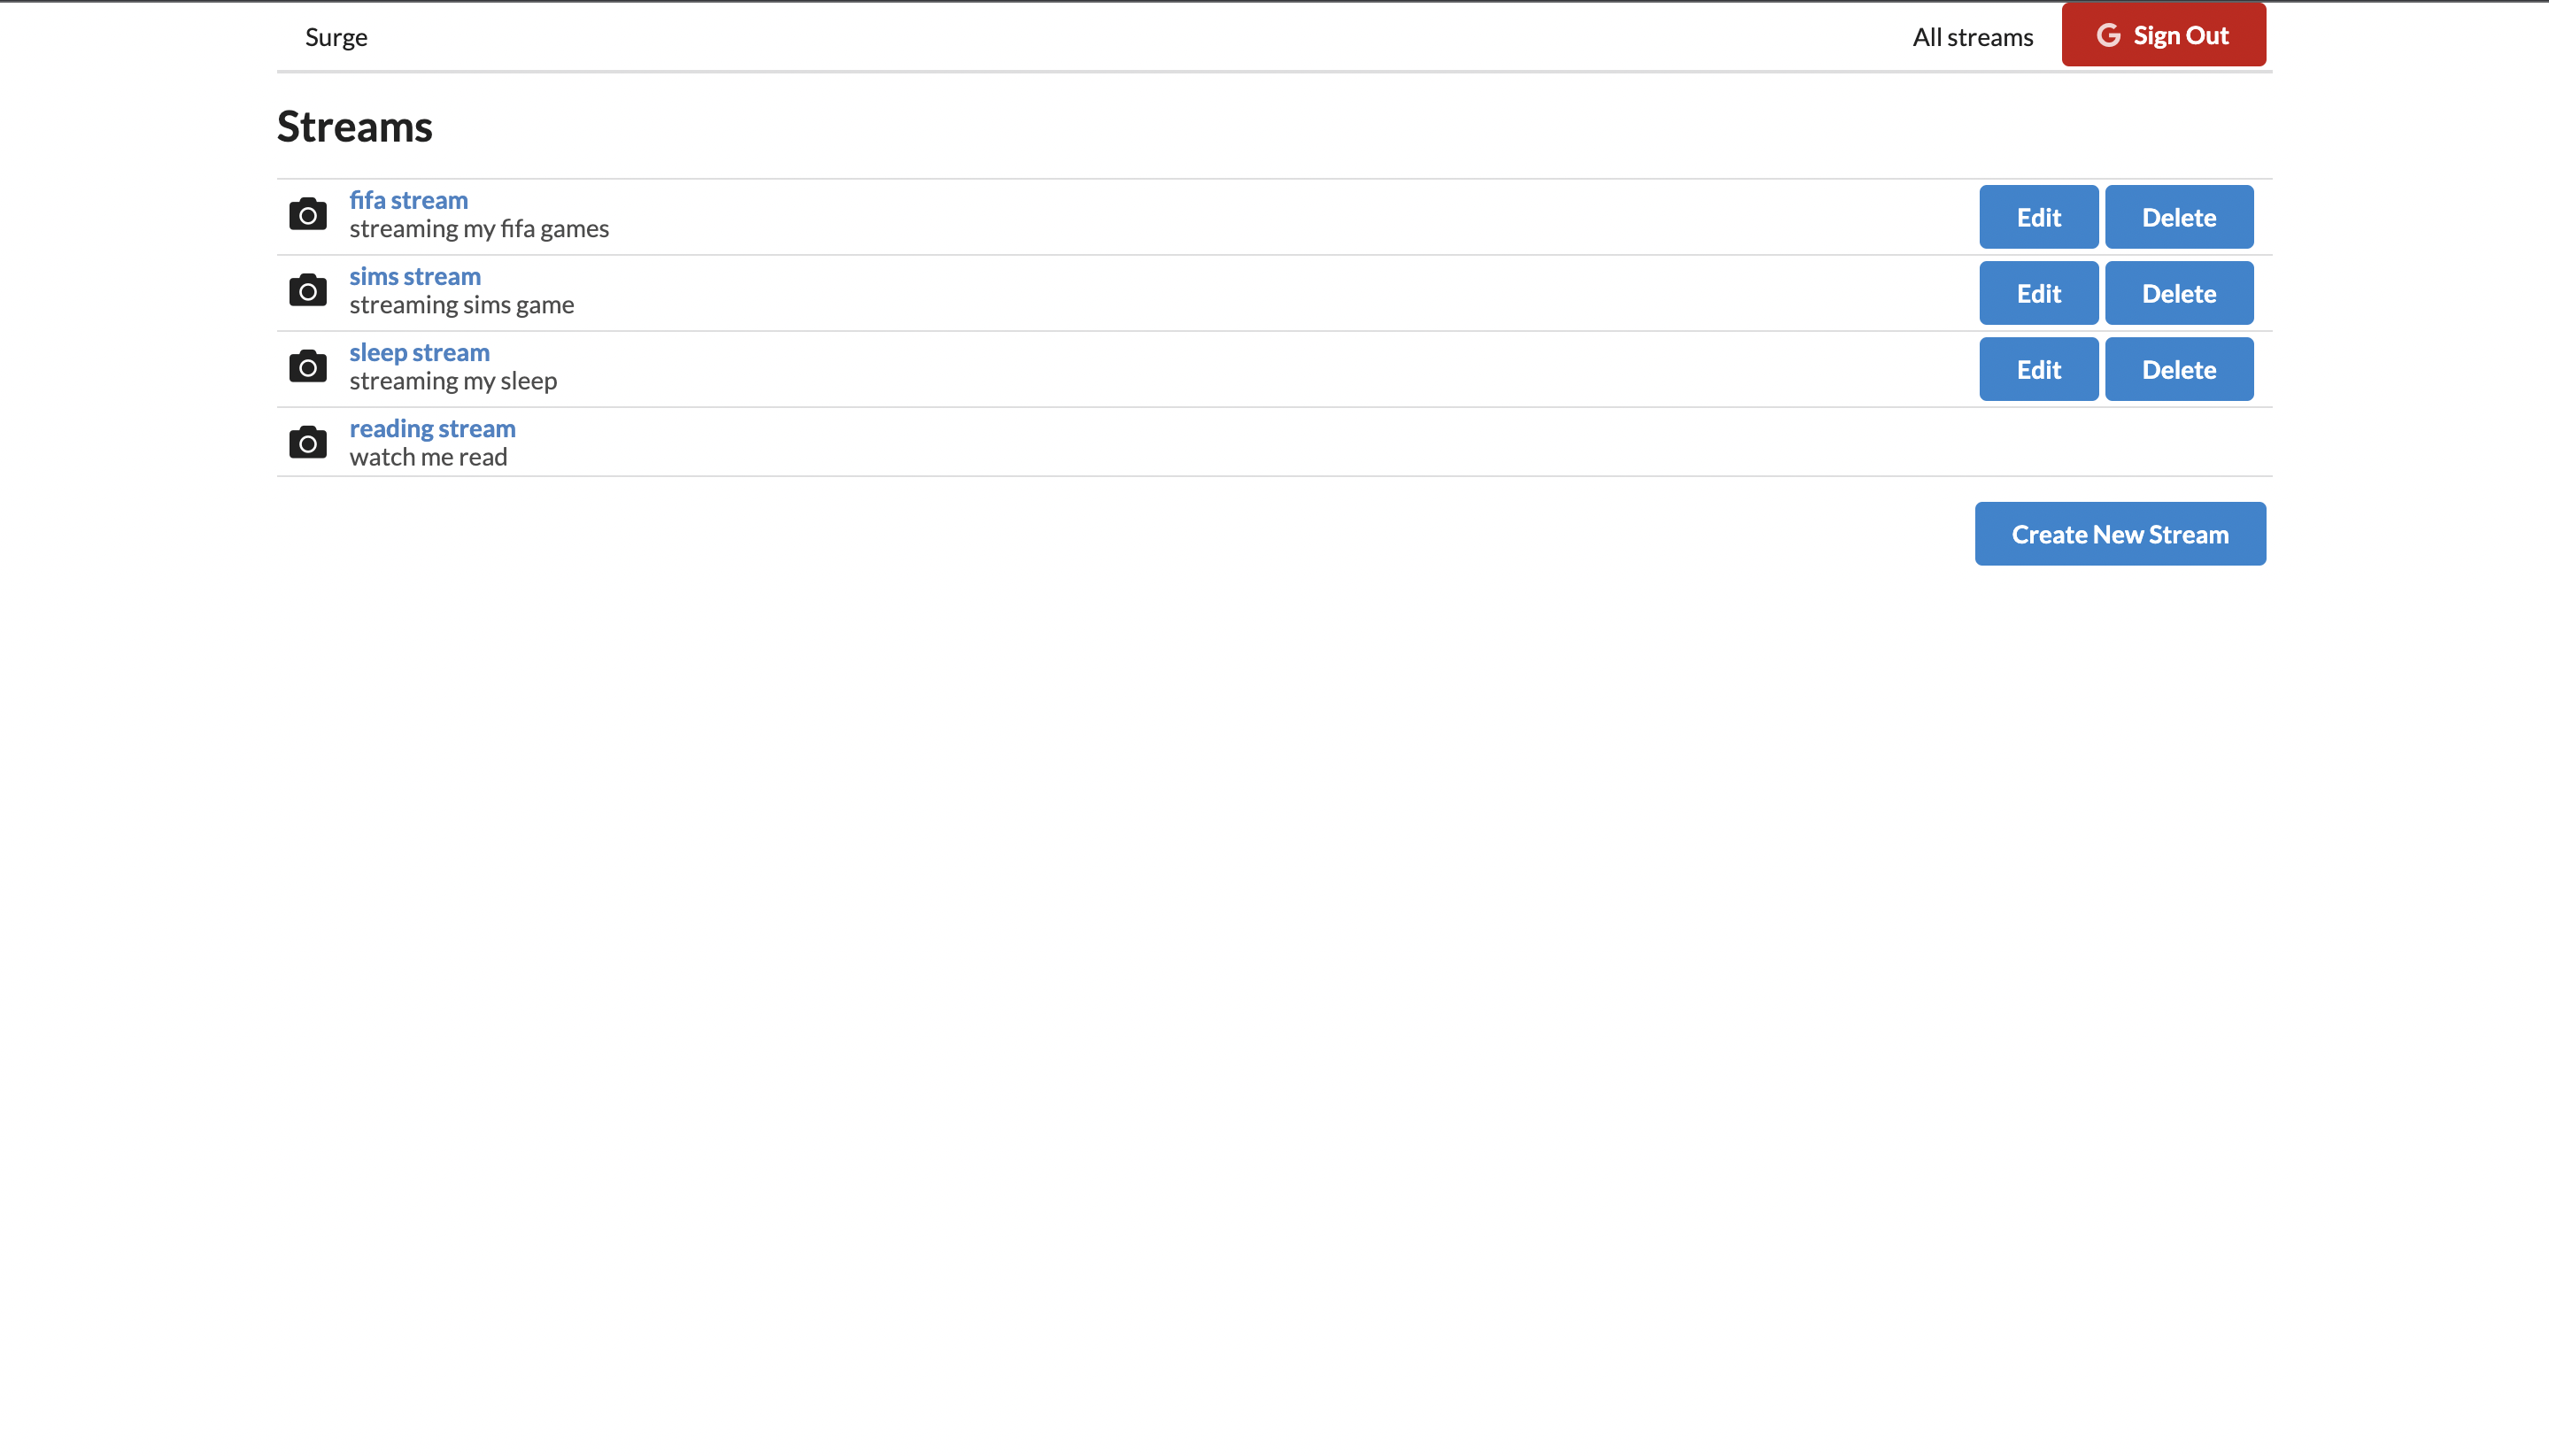 Surge
All streams
Sign Out
Streams
fifa stream
streaming my fifa games
Edit
Delete
sims stream
streaming sims game
Edit
Delete
sleep stream
streaming my sleep
Edit
Delete
reading stream
watch me read
Create New Stream